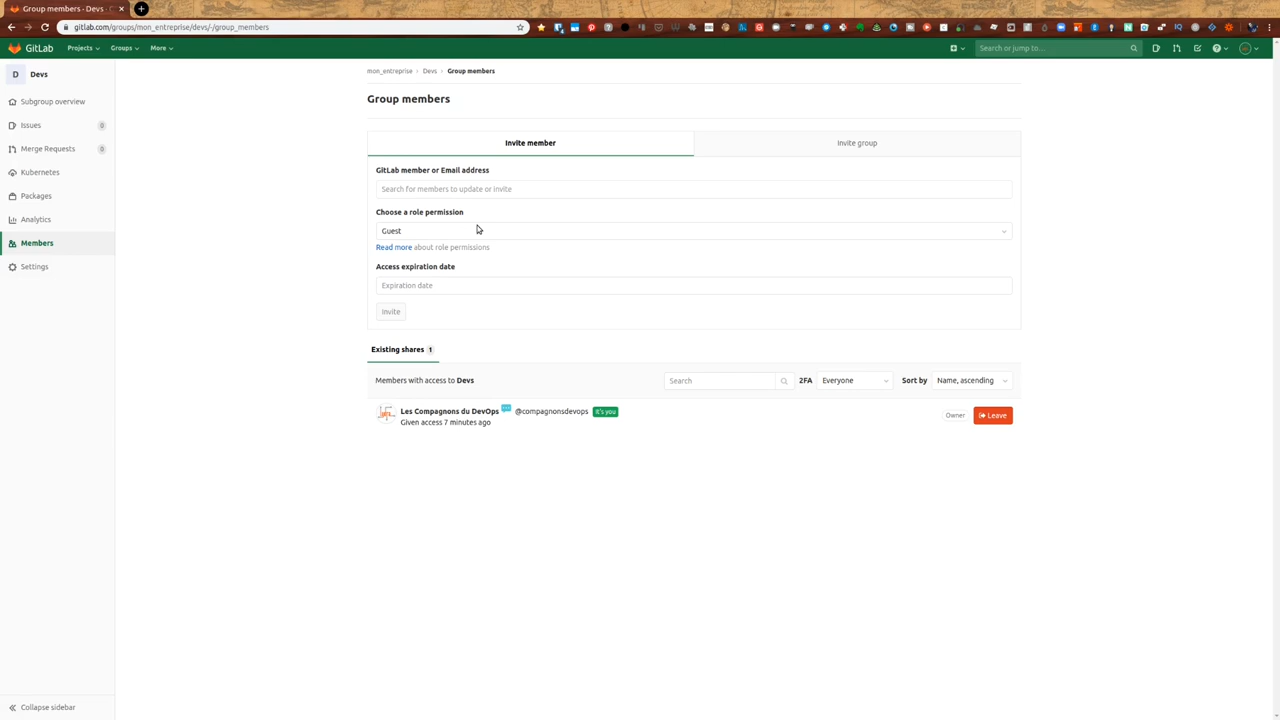 Group members · Devs ·
gitlab.com/groups/mon_entreprise/devs/-/group_members
GitLab Projects Groups More Search or jump to…
D Devs
Subgroup overview
Issues 0
Merge Requests 0
Kubernetes
Packages
Analytics
Members
Settings
Collapse sidebar
mon_entreprise › Devs › Group members
Group members
Invite member Invite group
GitLab member or Email address
Search for members to update or invite
Choose a role permission
Guest
Read more about role permissions
Access expiration date
Expiration date
Invite
Existing shares 1
Members with access to Devs Search 2FA Everyone Sort by Name, ascending
Les Compagnons du DevOps @compagnonsdevops It's you
Given access 7 minutes ago
Owner Leave